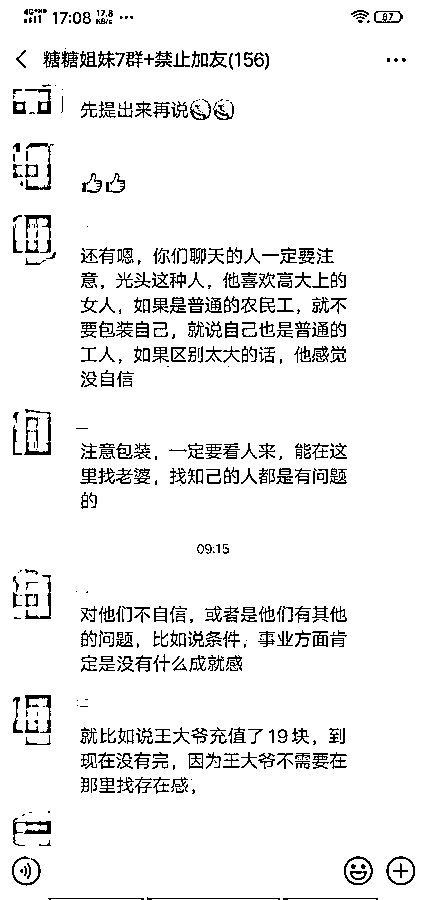 17:08 17.8 KB/s ··· 87
糖糖姐妹7群+禁止加友(156)
先提出来再说
还有嗯，你们聊天的人一定要注
意，光头这种人，他喜欢高大上的
女人，如果是普通的农民工，就不
要包装自己，就说自己也是普通的
工人，如果区别太大的话，他感觉
没自信
注意包装，一定要看人来，能在这
里找老婆，找知己的人都是有问题
的
09:15
对他们不自信，或者是他们有其他
的问题，比如说条件，事业方面肯
定是没有什么成就感
就比如说王大爷充值了19块，到
现在没有完，因为王大爷不需要在
那里找存在感，